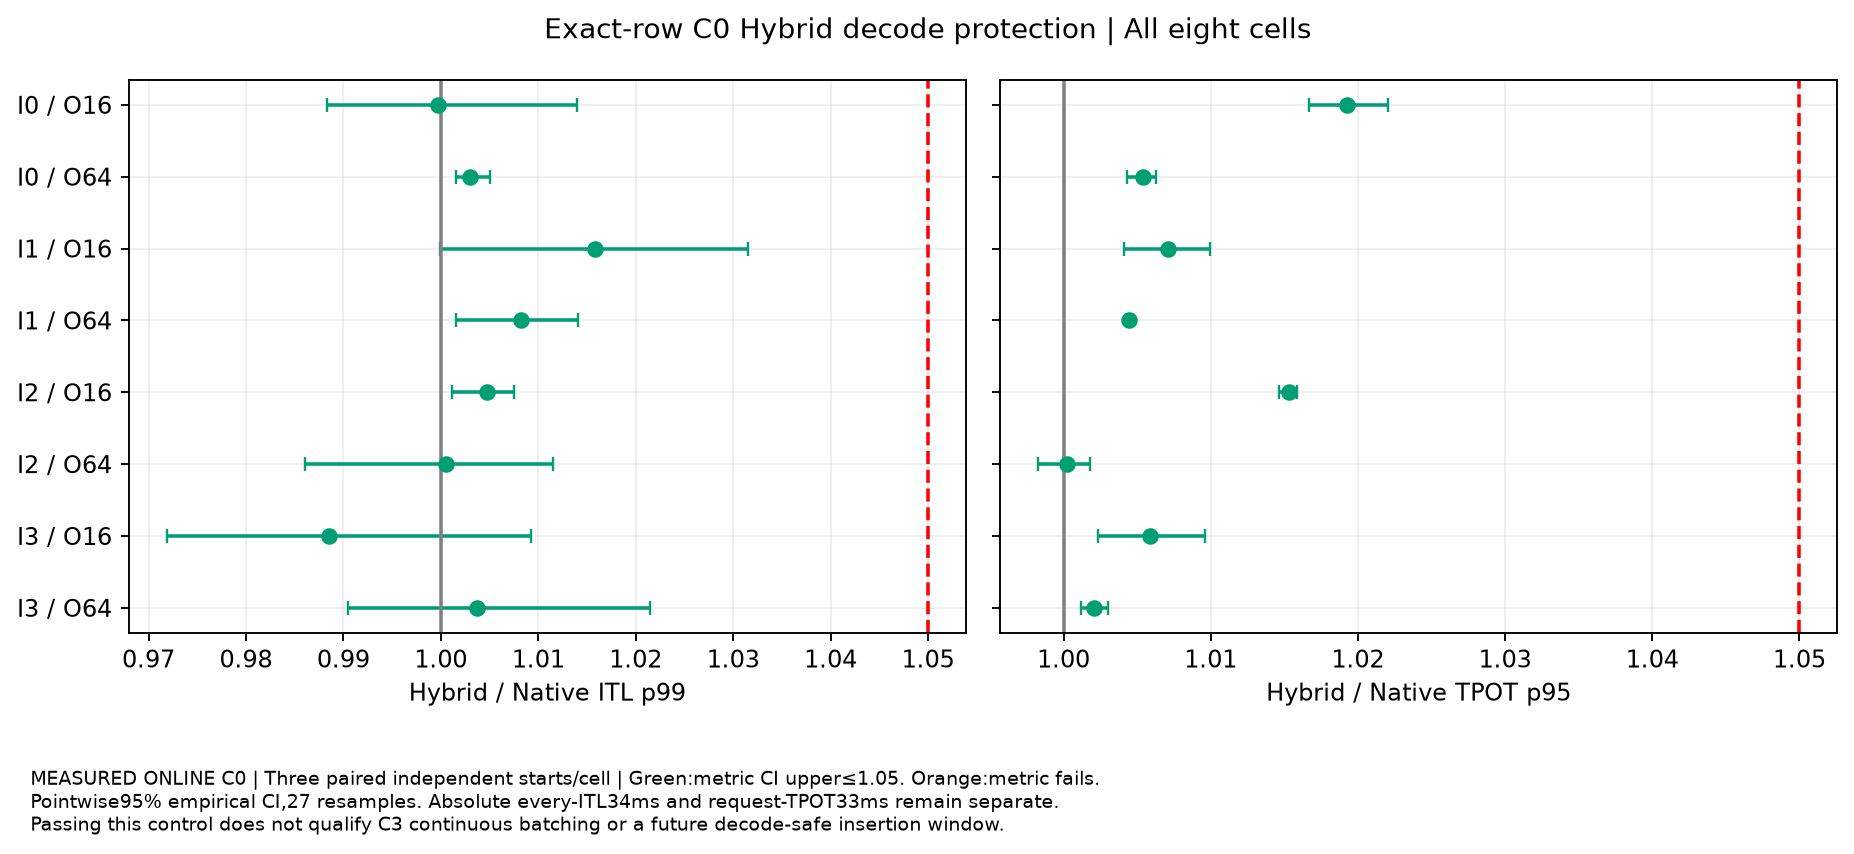 Exact-row C0 Hybrid decode protection | All eight cells
I0 / O16
I0 / O64
I1 / O16
I1 / O64
I2 / O16
I2 / O64
I3 / O16
I3 / O64
0.97 0.98 0.99 1.00 1.01 1.02 1.03 1.04 1.05
Hybrid / Native ITL p99
1.00 1.01 1.02 1.03 1.04 1.05
Hybrid / Native TPOT p95
MEASURED ONLINE C0 | Three paired independent starts/cell | Green:metric CI upper≤1.05. Orange:metric fails.
Pointwise95% empirical CI,27 resamples. Absolute every-ITL34ms and request-TPOT33ms remain separate.
Passing this control does not qualify C3 continuous batching or a future decode-safe insertion window.